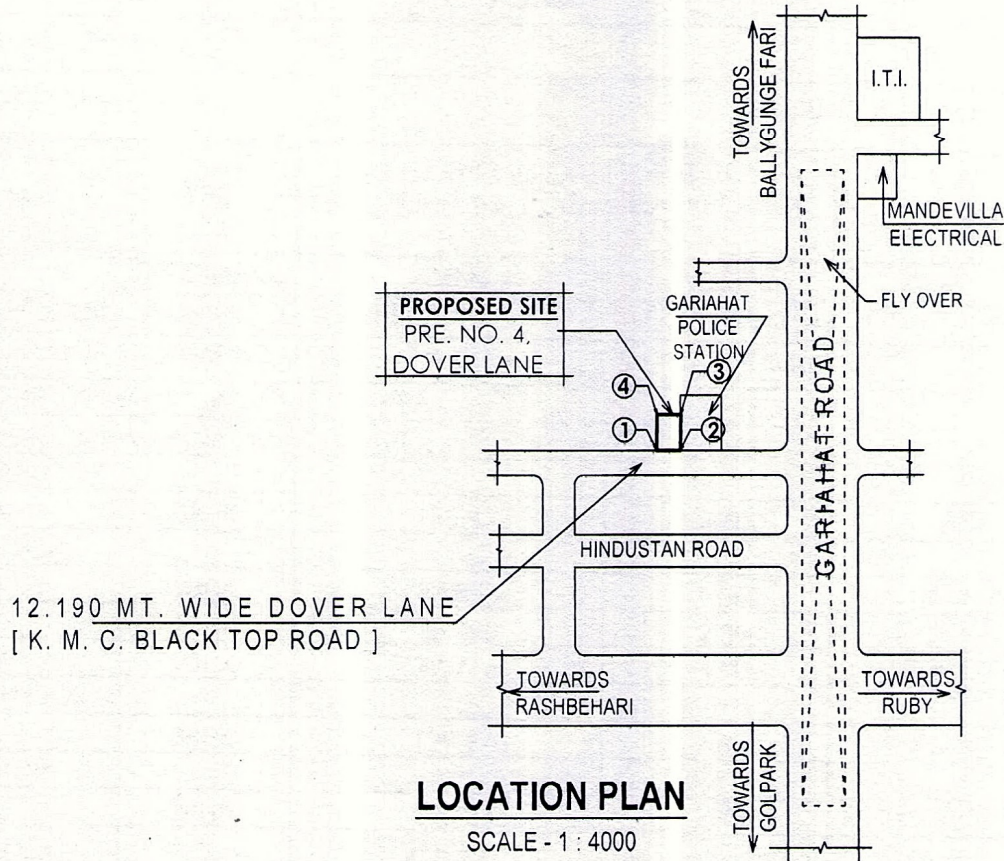 TOWARDS
BALLYGUNGE FARI
I.T.I.
MANDEVILLA
ELECTRICAL
FLY OVER
PROPOSED SITE
PRE. NO. 4,
DOVER LANE
GARIAHAT
POLICE
STATION
4
3
1
2
GARIAHAT ROAD
HINDUSTAN ROAD
12.190 MT. WIDE DOVER LANE
[ K. M. C. BLACK TOP ROAD ]
TOWARDS
RASHBEHARI
TOWARDS
RUBY
TOWARDS
GOLPARK
LOCATION PLAN
SCALE - 1 : 4000